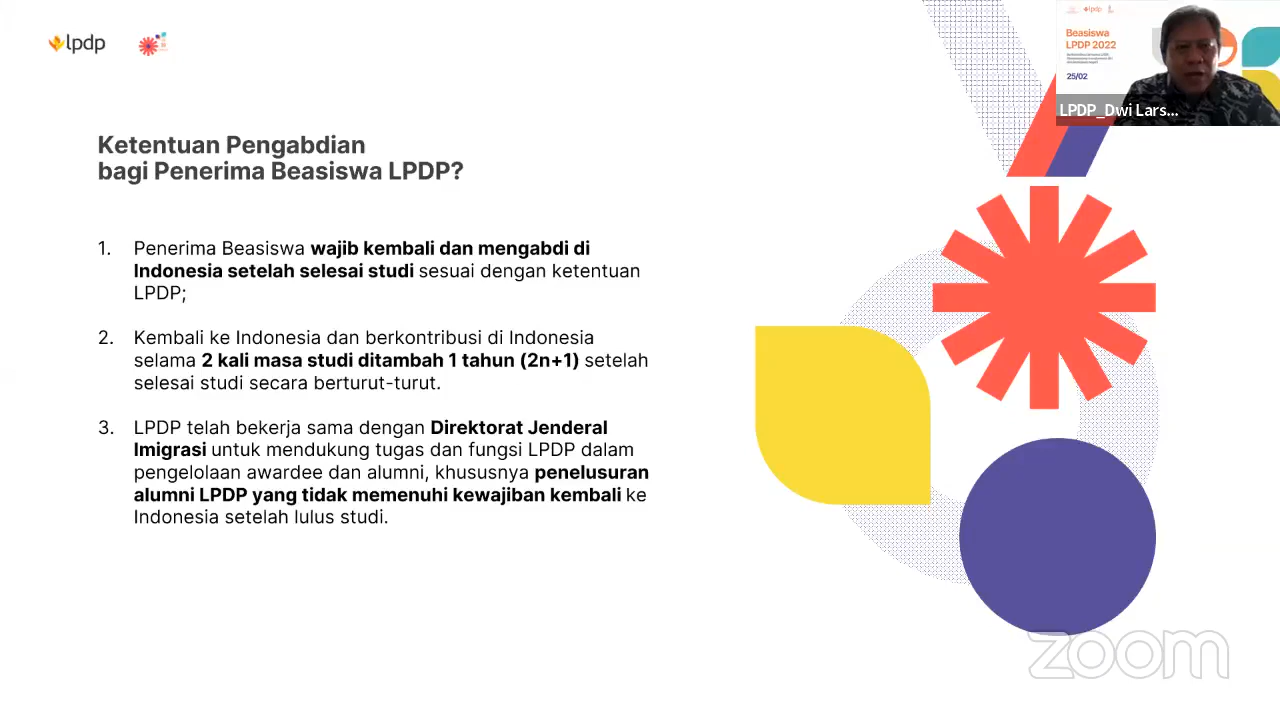 lpdp
Ketentuan Pengabdian
bagi Penerima Beasiswa LPDP?
1. Penerima Beasiswa wajib kembali dan mengabdi di
Indonesia setelah selesai studi sesuai dengan ketentuan
LPDP;
2. Kembali ke Indonesia dan berkontribusi di Indonesia
selama 2 kali masa studi ditambah 1 tahun (2n+1) setelah
selesai studi secara berturut-turut.
3. LPDP telah bekerja sama dengan Direktorat Jenderal
Imigrasi untuk mendukung tugas dan fungsi LPDP dalam
pengelolaan awardee dan alumni, khususnya penelusuran
alumni LPDP yang tidak memenuhi kewajiban kembali ke
Indonesia setelah lulus studi.
lpdp
Beasiswa
LPDP 2022
25/02
LPDP_Dwi Lars...
zoom